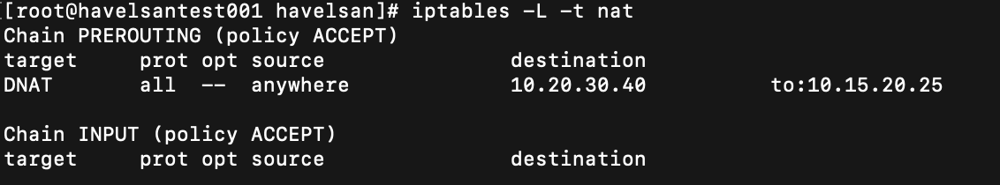 [root@havelsantest001 havelsan]# iptables -L -t nat
Chain PREROUTING (policy ACCEPT)
target     prot opt source               destination
DNAT       all  --  anywhere             10.20.30.40          to:10.15.20.25
Chain INPUT (policy ACCEPT)
target     prot opt source               destination